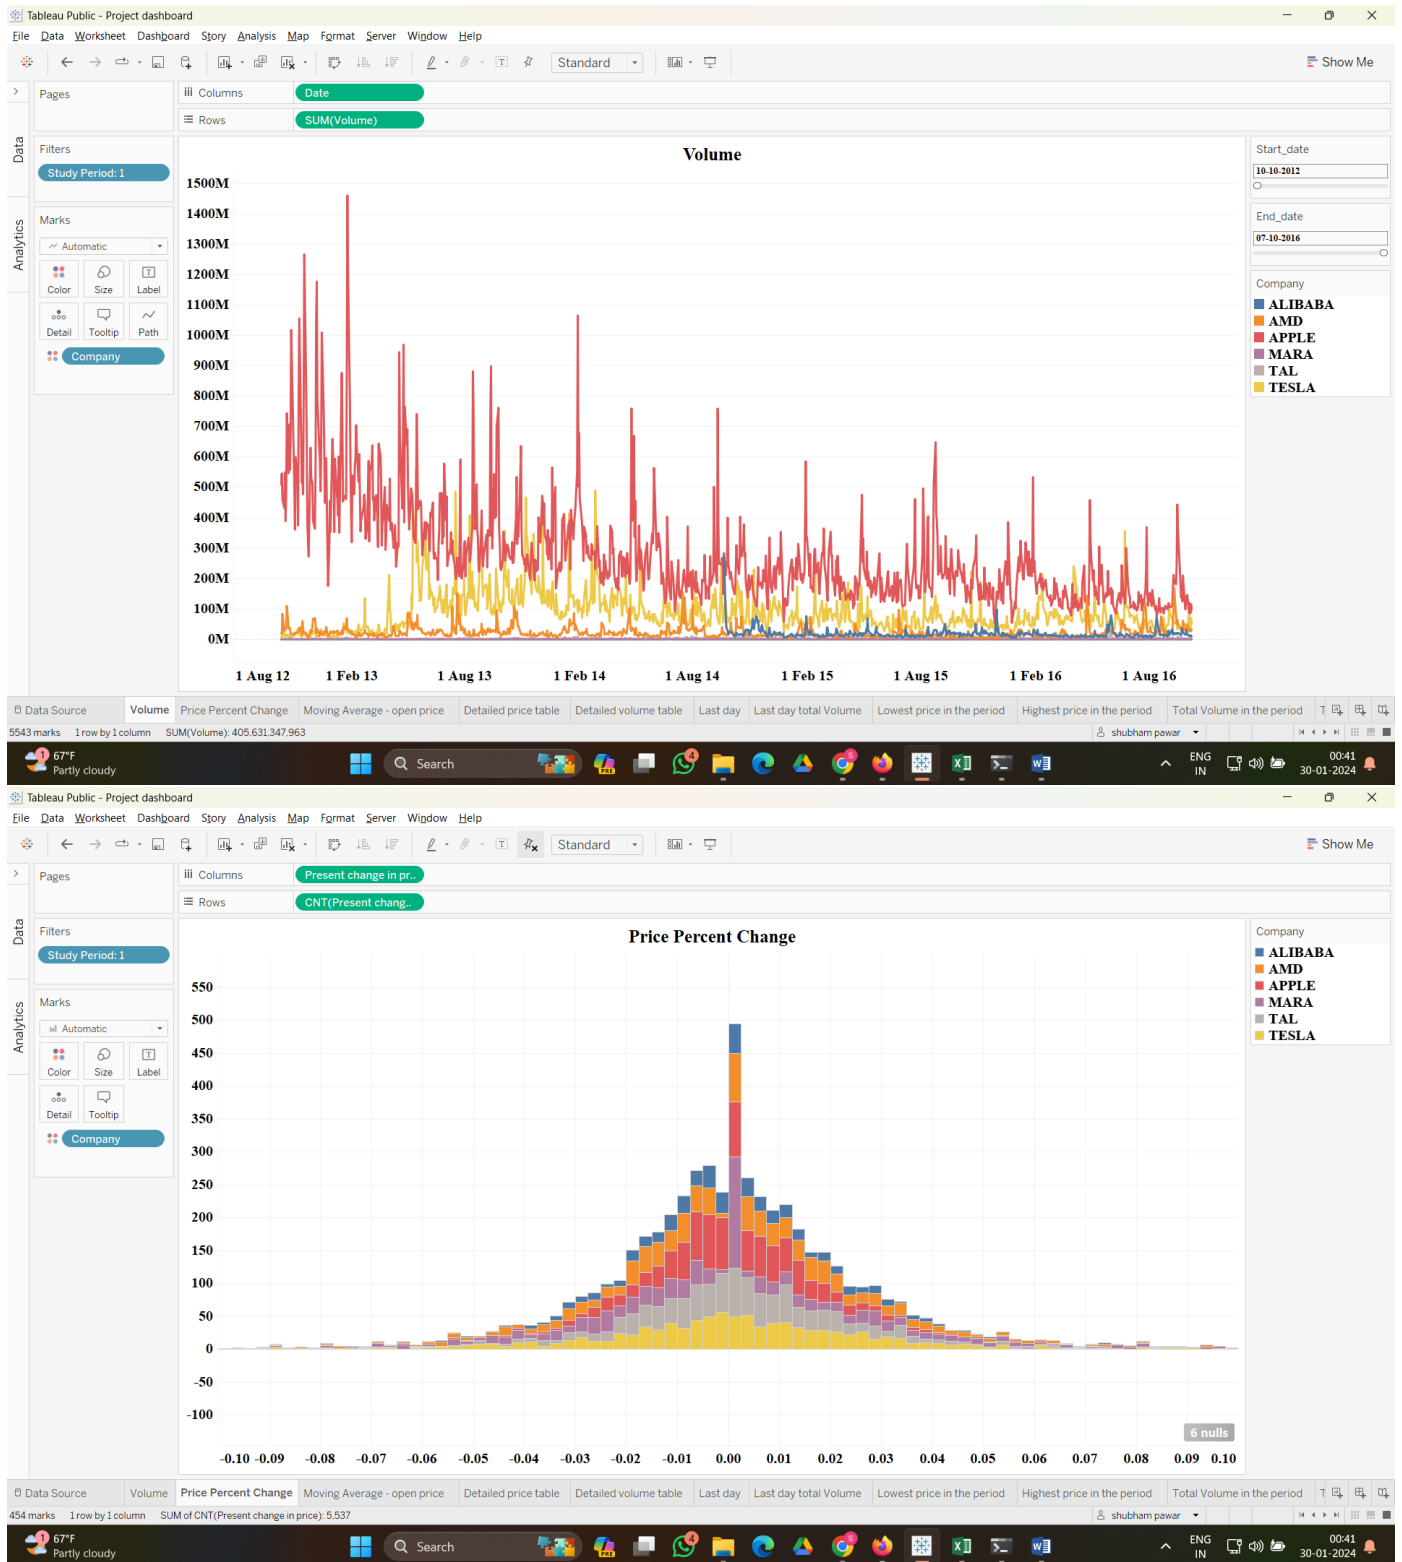 Tableau Public - Project dashboard
File Data Worksheet Dashboard Story Analysis Map Format Server Window Help
Standard
Show Me
Pages
Columns
Date
Rows
SUM(Volume)
Data
Analytics
Filters
Study Period: 1
Marks
Automatic
Color Size Label
Detail Tooltip Path
Company
Volume
1500M
1400M
1300M
1200M
1100M
1000M
900M
800M
700M
600M
500M
400M
300M
200M
100M
0M
1 Aug 12 1 Feb 13 1 Aug 13 1 Feb 14 1 Aug 14 1 Feb 15 1 Aug 15 1 Feb 16 1 Aug 16
Start_date
10-10-2012
End_date
07-10-2016
Company
ALIBABA
AMD
APPLE
MARA
TAL
TESLA
Data Source Volume Price Percent Change Moving Average - open price Detailed price table Detailed volume table Last day Last day total Volume Lowest price in the period Highest price in the period Total Volume in the period T
5543 marks 1 row by 1 column SUM(Volume): 405,631,347,963
shubham pawar
1
67°F
Partly cloudy
Search
PRE
4
S
ENG
IN
00:41
30-01-2024
Tableau Public - Project dashboard
File Data Worksheet Dashboard Story Analysis Map Format Server Window Help
Standard
Show Me
Pages
Columns
Present change in pr..
Rows
CNT(Present chang..
Data
Analytics
Filters
Study Period: 1
Marks
Automatic
Color Size Label
Detail Tooltip
Company
Price Percent Change
550
500
450
400
350
300
250
200
150
100
50
0
-50
-100
6 nulls
-0.10 -0.09 -0.08 -0.07 -0.06 -0.05 -0.04 -0.03 -0.02 -0.01 0.00 0.01 0.02 0.03 0.04 0.05 0.06 0.07 0.08 0.09 0.10
Company
ALIBABA
AMD
APPLE
MARA
TAL
TESLA
Data Source Volume Price Percent Change Moving Average - open price Detailed price table Detailed volume table Last day Last day total Volume Lowest price in the period Highest price in the period Total Volume in the period T
454 marks 1 row by 1 column SUM of CNT(Present change in price): 5,537
shubham pawar
1
67°F
Partly cloudy
Search
PRE
4
S
ENG
IN
00:41
30-01-2024